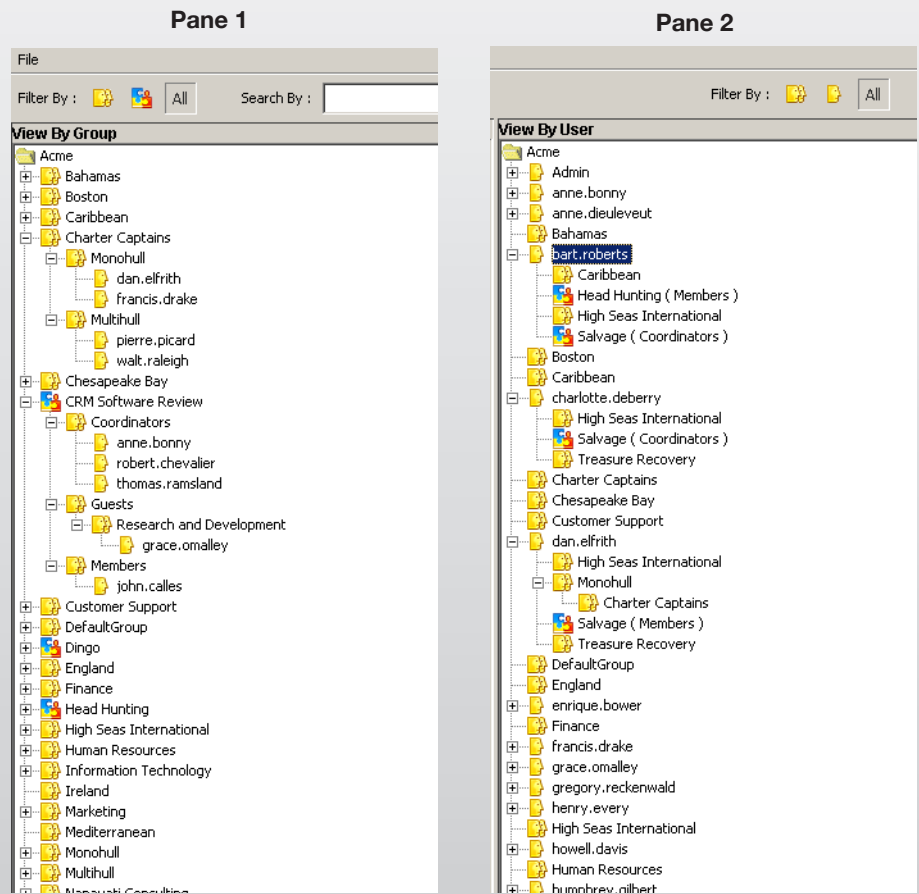 Pane 1
File
Filter By :
All
Search By :
View By Group
Acme
Bahamas
Boston
Caribbean
Charter Captains
Monohull
dan.elfrith
francis.drake
Multihull
pierre.picard
walt.raleigh
Chesapeake Bay
CRM Software Review
Coordinators
anne.bonny
robert.chevalier
thomas.ramsland
Guests
Research and Development
grace.omalley
Members
john.calles
Customer Support
DefaultGroup
Dingo
England
Finance
Head Hunting
High Seas International
Human Resources
Information Technology
Ireland
Marketing
Mediterranean
Monohull
Multihull
Pane 2
Filter By :
All
View By User
Acme
Admin
anne.bonny
anne.dieuleveut
Bahamas
bart.roberts
Caribbean
Head Hunting ( Members )
High Seas International
Salvage ( Coordinators )
Boston
Caribbean
charlotte.deberry
High Seas International
Salvage ( Coordinators )
Treasure Recovery
Charter Captains
Chesapeake Bay
Customer Support
dan.elfrith
High Seas International
Monohull
Charter Captains
Salvage ( Members )
Treasure Recovery
DefaultGroup
England
enrique.bower
Finance
francis.drake
grace.omalley
gregory.reckenwald
henry.every
High Seas International
howell.davis
Human Resources
humphrey.gilbert